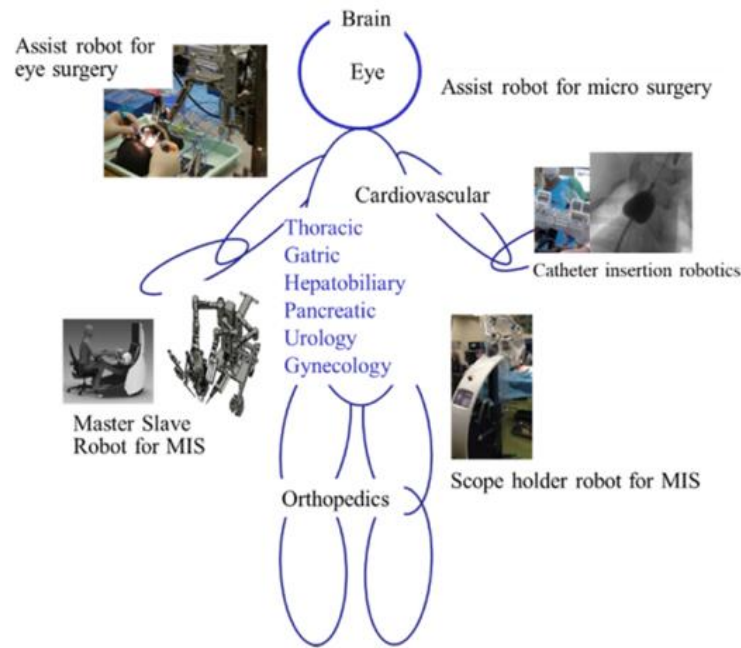 Brain
Assist robot for
eye surgery
Eye
Assist robot for micro surgery
Cardiovascular
Thoracic
Gatric
Hepatobiliary
Pancreatic
Urology
Gynecology
Catheter insertion robotics
Master Slave
Robot for MIS
Scope holder robot for MIS
Orthopedics